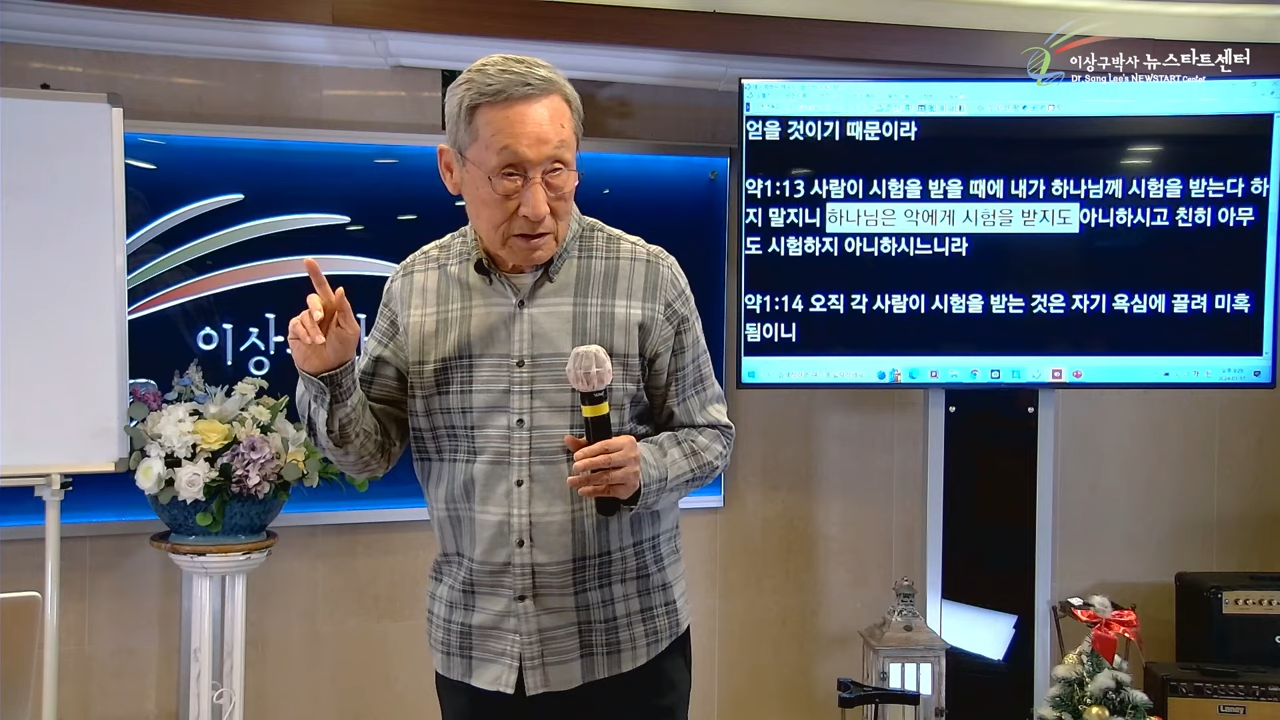 이상구박사 뉴스타트센터
Dr. Sang Lee's NEWSTART Center
얻을 것이기 때문이라
약1:13 사람이 시험을 받을 때에 내가 하나님께 시험을 받는다 하
지 말지니 하나님은 악에게 시험을 받지도 아니하시고 친히 아무
도 시험하지 아니하시느니라
약1:14 오직 각 사람이 시험을 받는 것은 자기 욕심에 끌려 미혹
됨이니
이상
Laney